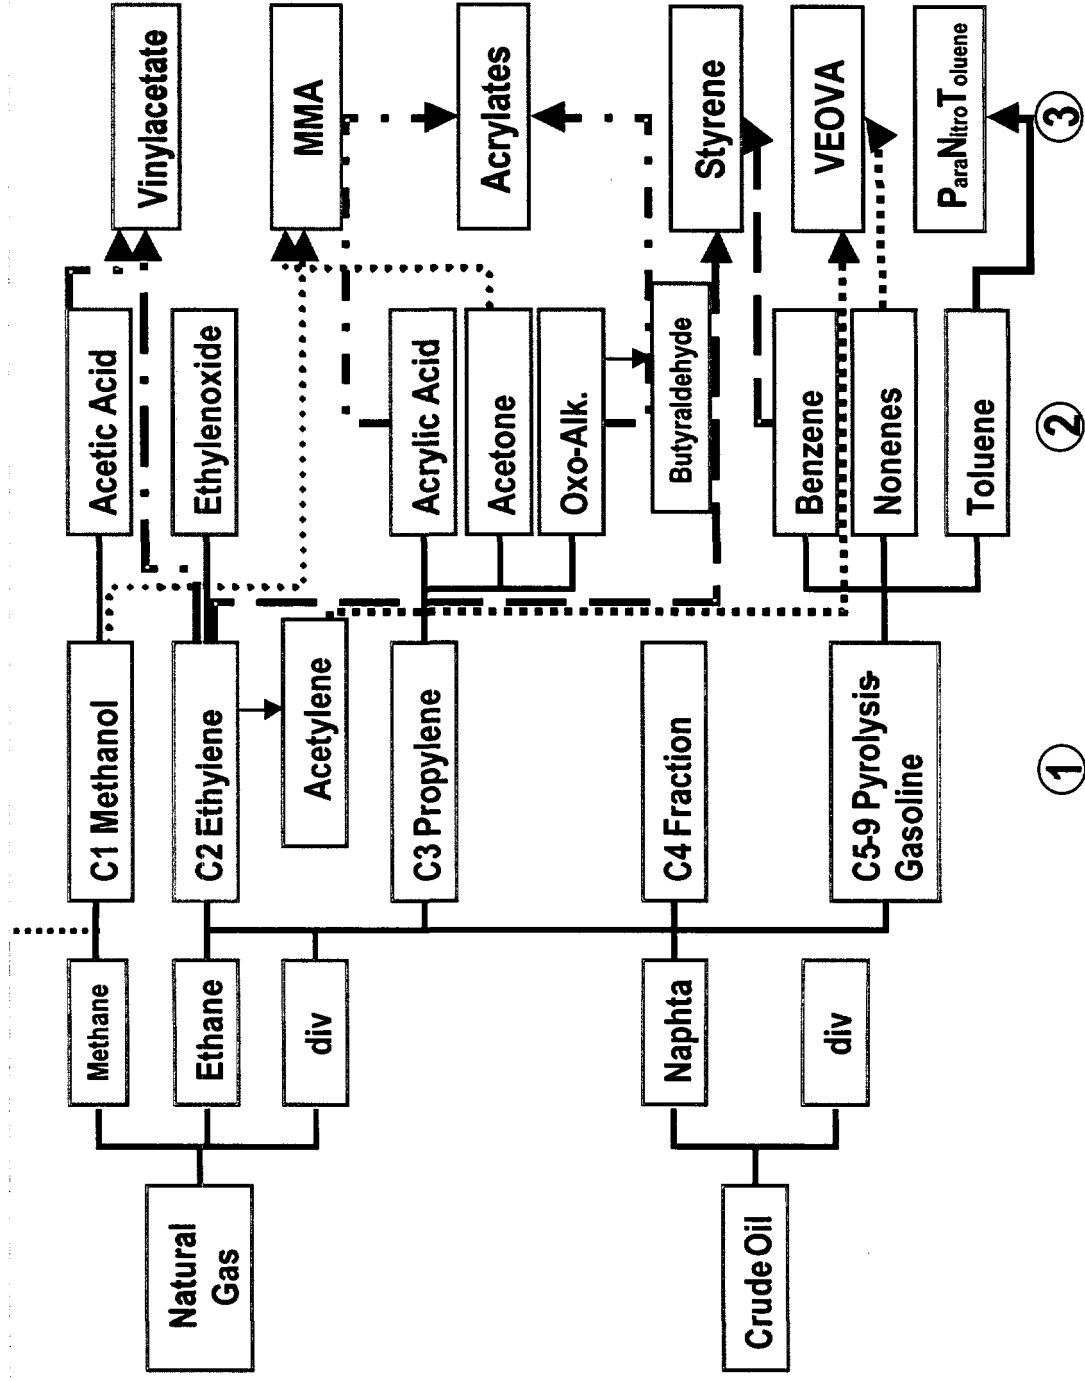 Natural
Gas
Crude Oil
Methane
Ethane
div
Naphta
div
C1 Methanol
C2 Ethylene
Acetylene
C3 Propylene
C4 Fraction
C5-9 Pyrolysis-
Gasoline
Acetic Acid
Ethylenoxide
Acrylic Acid
Acetone
Oxo-Alk.
Butyraldehyde
Benzene
Nonenes
Toluene
Vinylacetate
MMA
Acrylates
Styrene
VEOVA
ParaNitroToluene
1
2
3